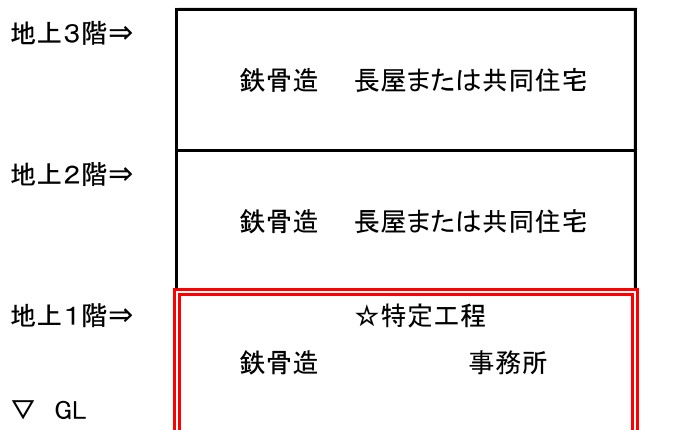 地上３階⇒
鉄骨造　長屋または共同住宅
地上２階⇒
鉄骨造　長屋または共同住宅
地上１階⇒
☆特定工程
鉄骨造　事務所
▽　GL